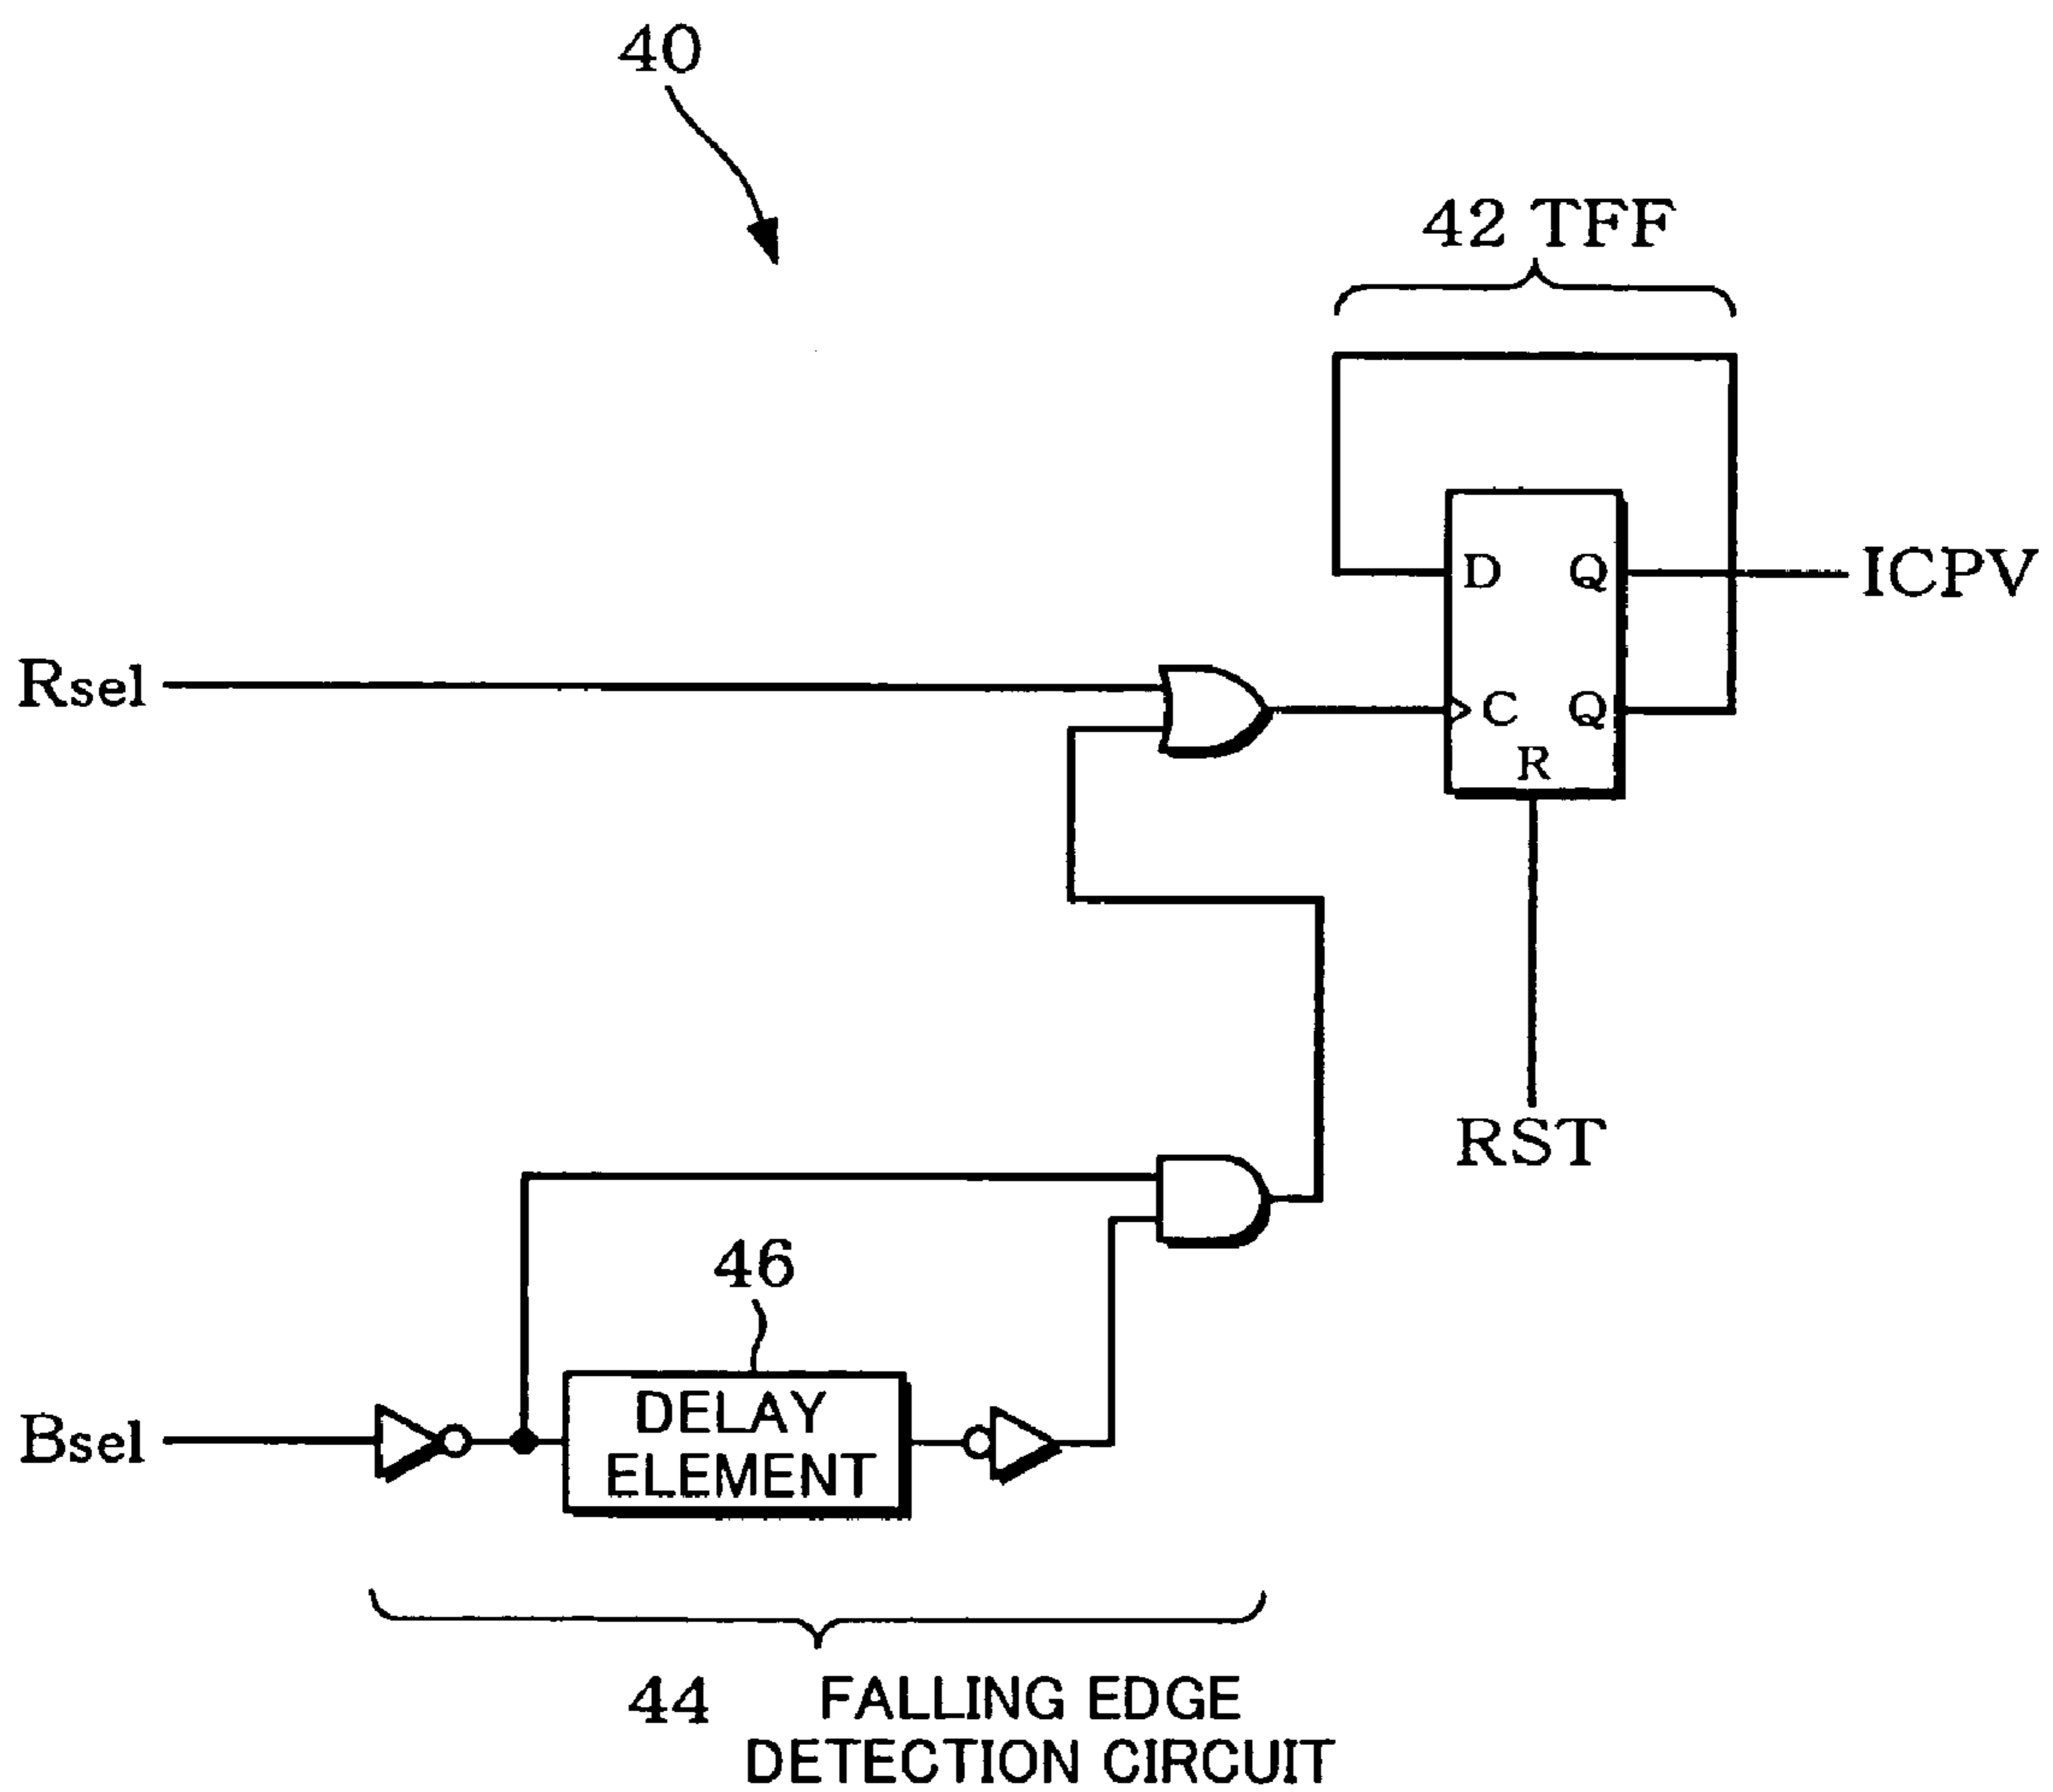 40
42 TFF
D Q
ICPV
Rsel
C Q
R
RST
46
DELAY
ELEMENT
Bsel
44 FALLING EDGE
DETECTION CIRCUIT